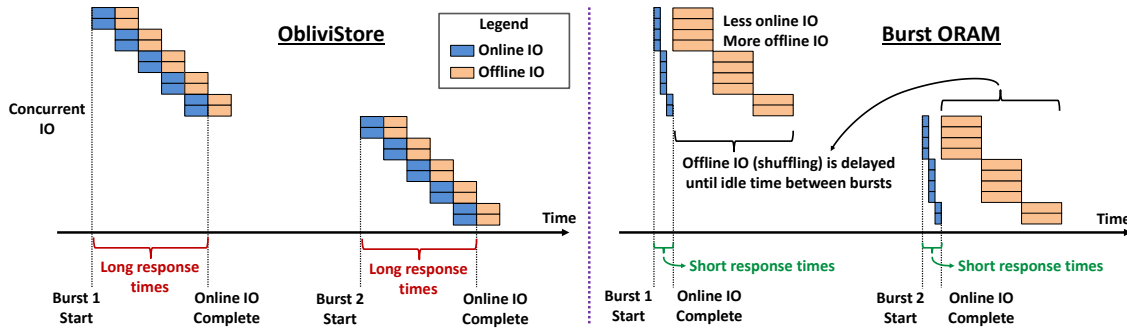 ObliviStore
Legend
Online IO
Offline IO
Concurrent
IO
Time
Long response
times
Long response
times
Burst 1
Start
Online IO
Complete
Burst 2
Start
Online IO
Complete
Less online IO
More offline IO
Burst ORAM
Offline IO (shuffling) is delayed
until idle time between bursts
Time
Short response times
Short response times
Burst 1
Start
Online IO
Complete
Burst 2
Start
Online IO
Complete